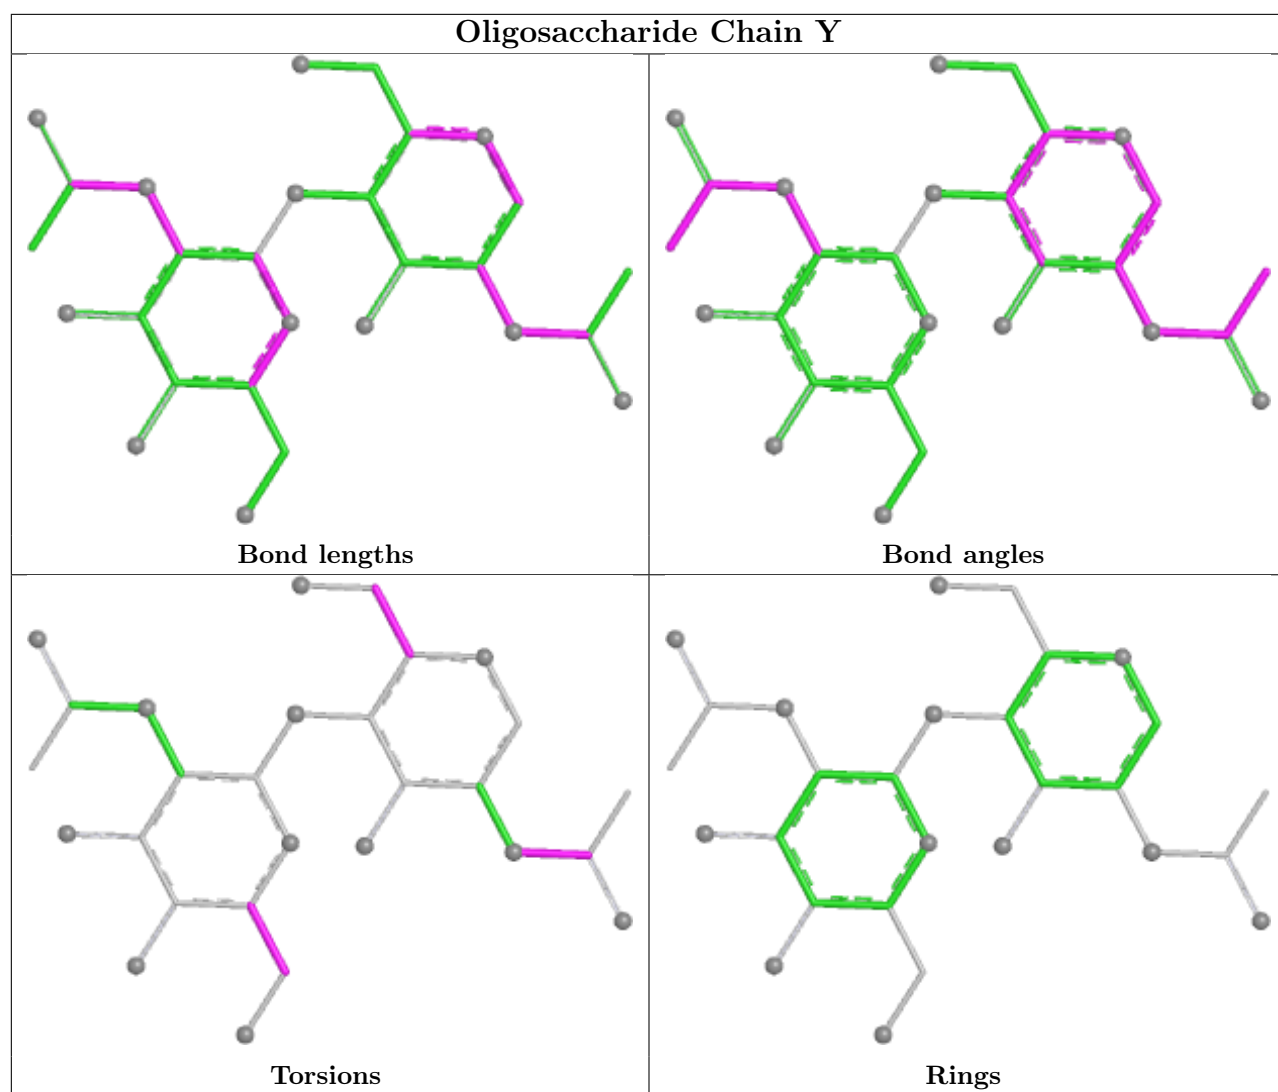 Oligosaccharide Chain Y
Bond lengths
Bond angles
Torsions
Rings